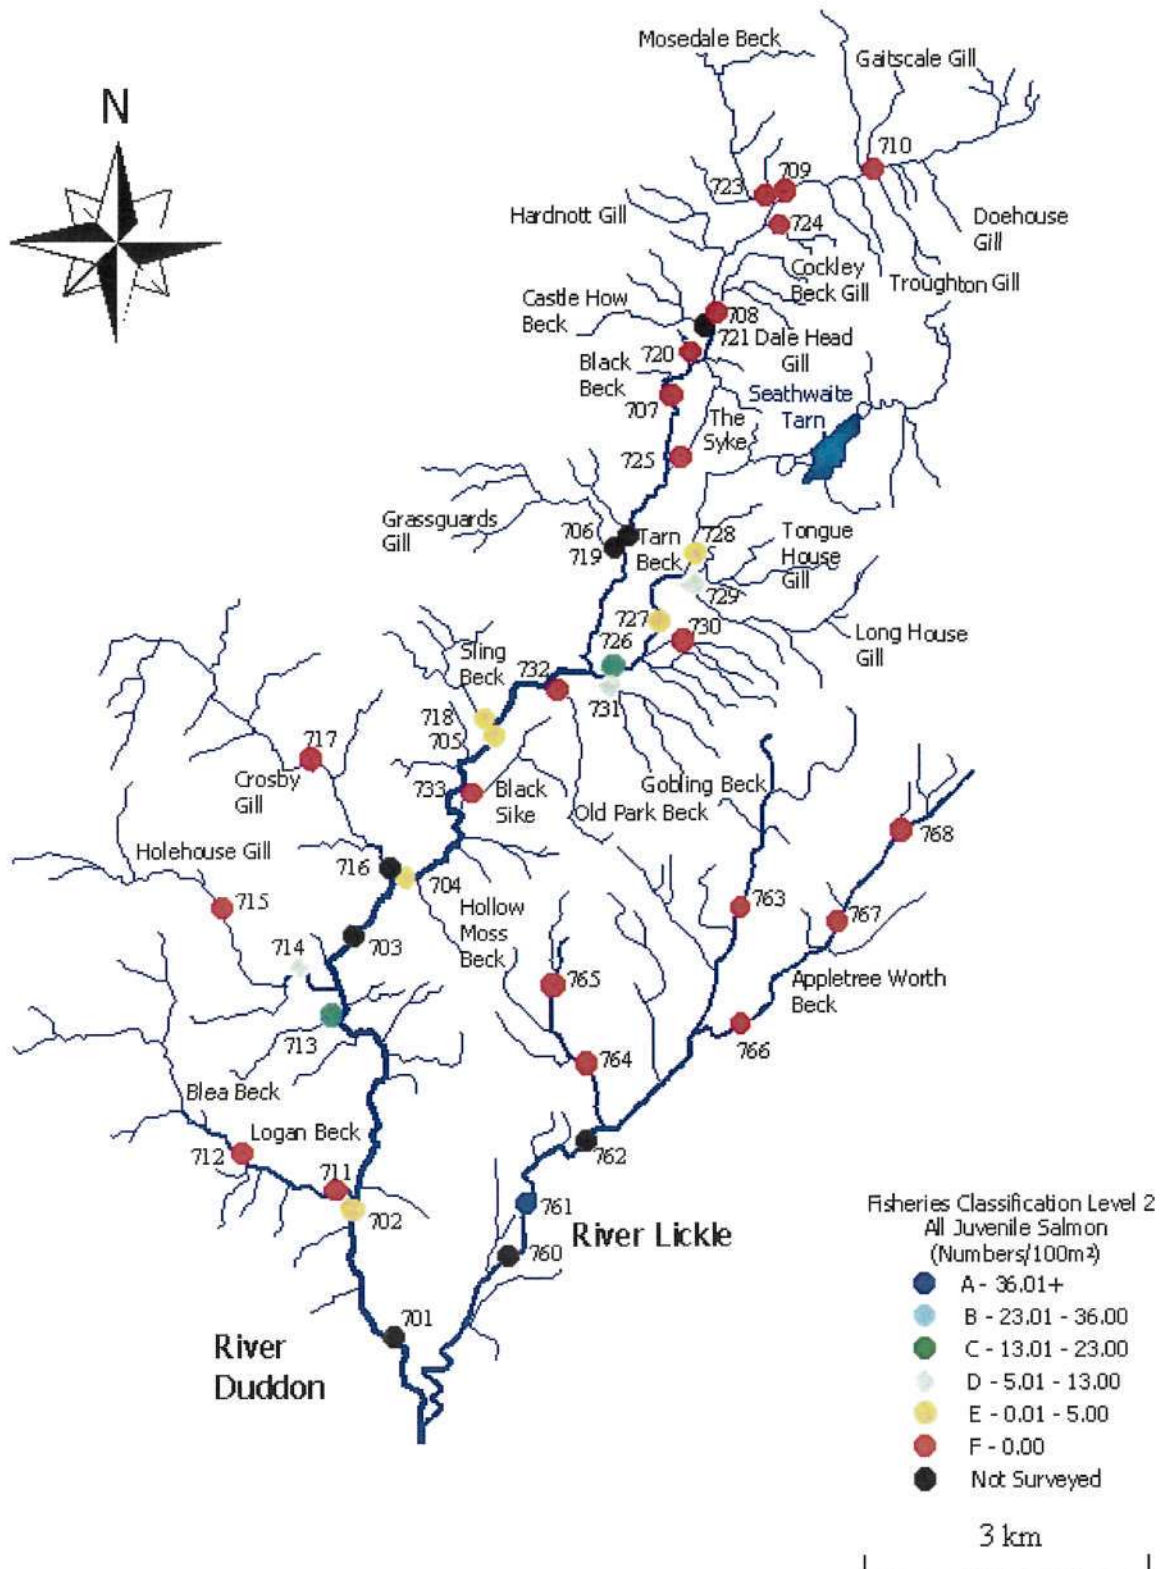 Mosedale Beck
Gaitscale Gill
N
710
709
723
Hardnott Gill
724
Doehouse
Gill
Cockley
Beck Gill
Troughton Gill
Castle How
Beck
708
721 Dale Head
Gill
720
Black
Beck
Seathwaite
Tarn
707
The
Syke
725
Grassguards
Gill
706
719
Tarn
Beck
728
Tongue
House
Gill
729
727
730
Long House
Gill
726
Sling
Beck
732
731
718
705
717
Crosby
Gill
733
Black
Sike
Gobling Beck
Old Park Beck
768
Holehouse Gill
716
704
715
Hollow
Moss
Beck
763
767
703
714
765
Appletree Worth
Beck
713
766
764
Blea Beck
Logan Beck
712
762
711
702
761
River Lickle
760
701
River
Duddon
Fisheries Classification Level 2
All Juvenile Salmon
(Numbers/100m²)
A - 36.01+
B - 23.01 - 36.00
C - 13.01 - 23.00
D - 5.01 - 13.00
E - 0.01 - 5.00
F - 0.00
Not Surveyed
3 km